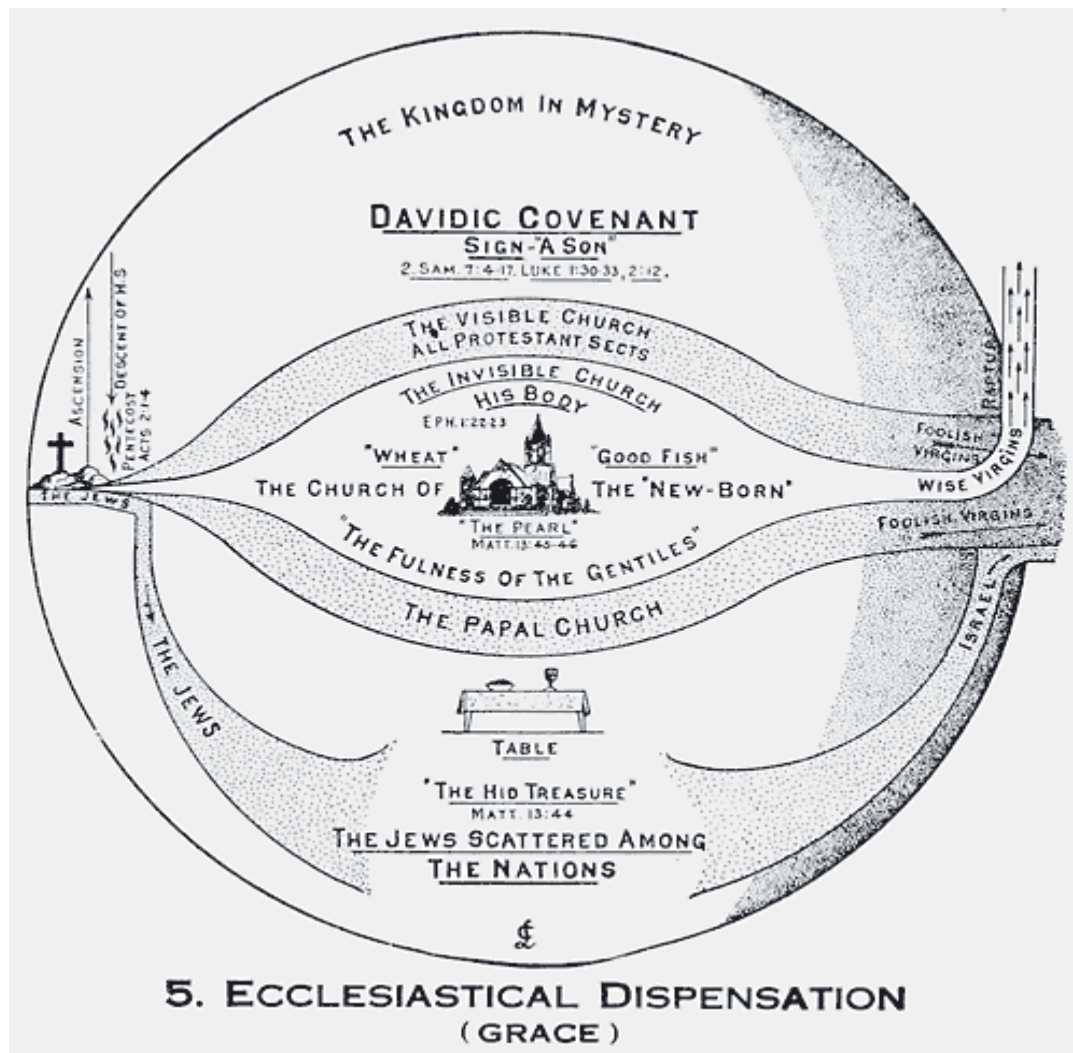 THE KINGDOM IN MYSTERY
DAVIDIC COVENANT
SIGN-"A SON"
2. SAM. 7:4-17. LUKE 1:30-33, 2:12.
ASCENSION
DESCENT OF H.S
PENTECOST
ACTS 2:1-4
THE JEWS
THE VISIBLE CHURCH
ALL PROTESTANT SECTS
THE INVISIBLE CHURCH
HIS BODY
EPH. 1:22-23
"WHEAT"
"GOOD FISH"
THE CHURCH OF THE "NEW-BORN"
"THE PEARL"
MATT. 13:45-46
"THE FULNESS OF THE GENTILES"
THE PAPAL CHURCH
RAPTURE
FOOLISH
VIRGINS
WISE VIRGINS
FOOLISH VIRGINS
ISRAEL
THE JEWS
TABLE
"THE HID TREASURE"
MATT. 13:44
THE JEWS SCATTERED AMONG
THE NATIONS
5. ECCLESIASTICAL DISPENSATION
(GRACE)